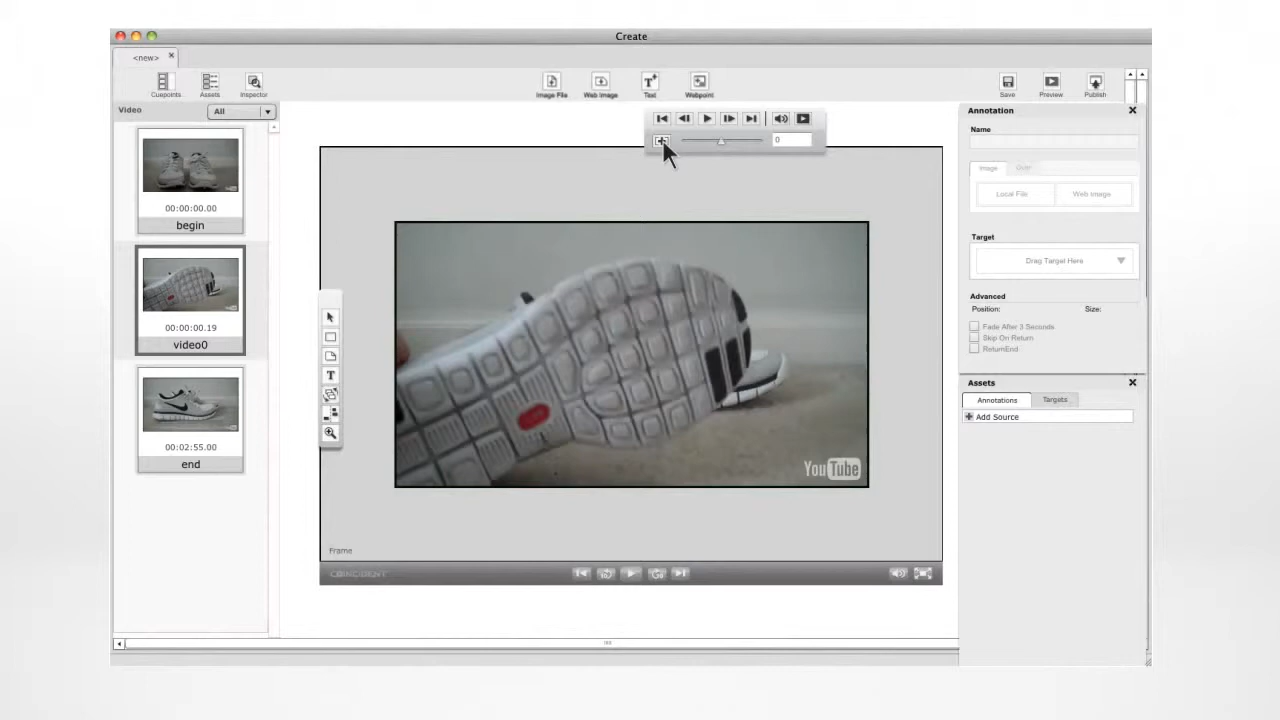 Create
<new>
Cuepoints Assets Inspector Image File Web Image Text Webpoint Save Preview Publish
Video All
00:00:00.00
begin
00:00:00.19
video0
00:02:55.00
end
0
T
YouTube
Frame
COINCIDENT
10
Annotation
Name
Image Over
Local File Web Image
Target
Drag Target Here
Advanced
Position: Size:
Fade After 3 Seconds
Skip On Return
ReturnEnd
Assets
Annotations Targets
Add Source